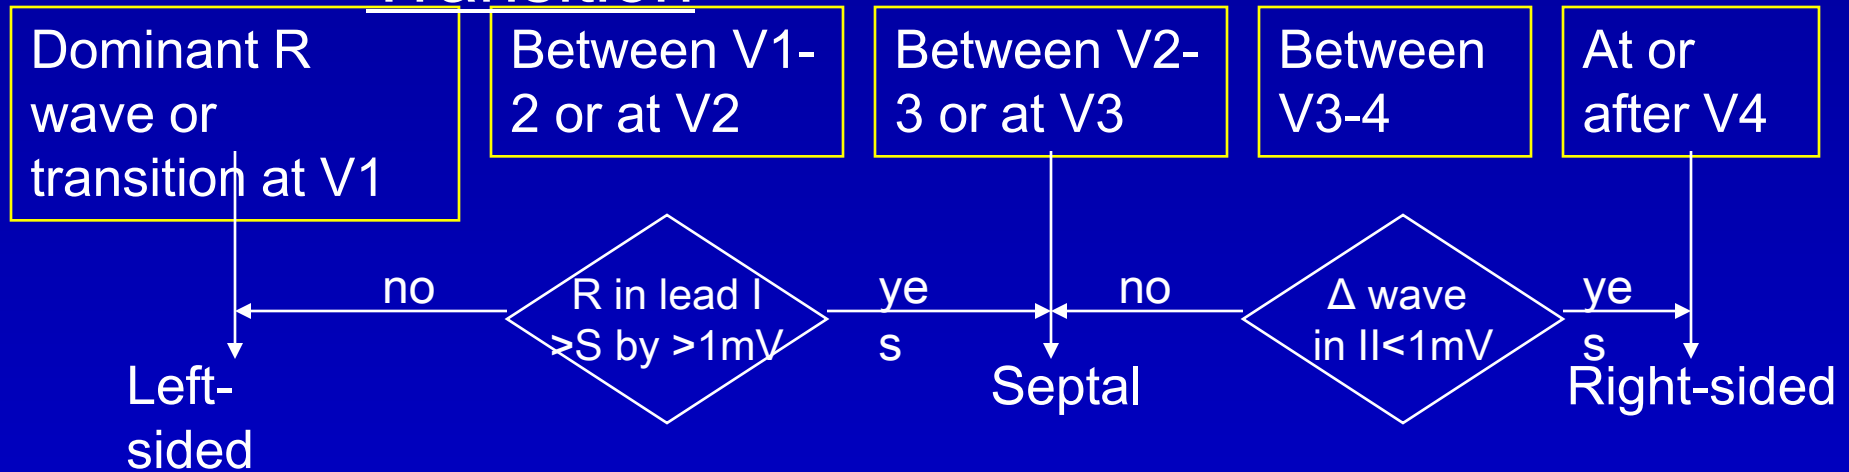 Transition
Dominant R
wave or
transition at V1
Between V1-
2 or at V2
Between V2-
3 or at V3
Between
V3-4
At or
after V4
no
R in lead I
>S by >1mV
ye
s
no
Δ wave
in II<1mV
ye
s
Left-
sided
Septal
Right-sided